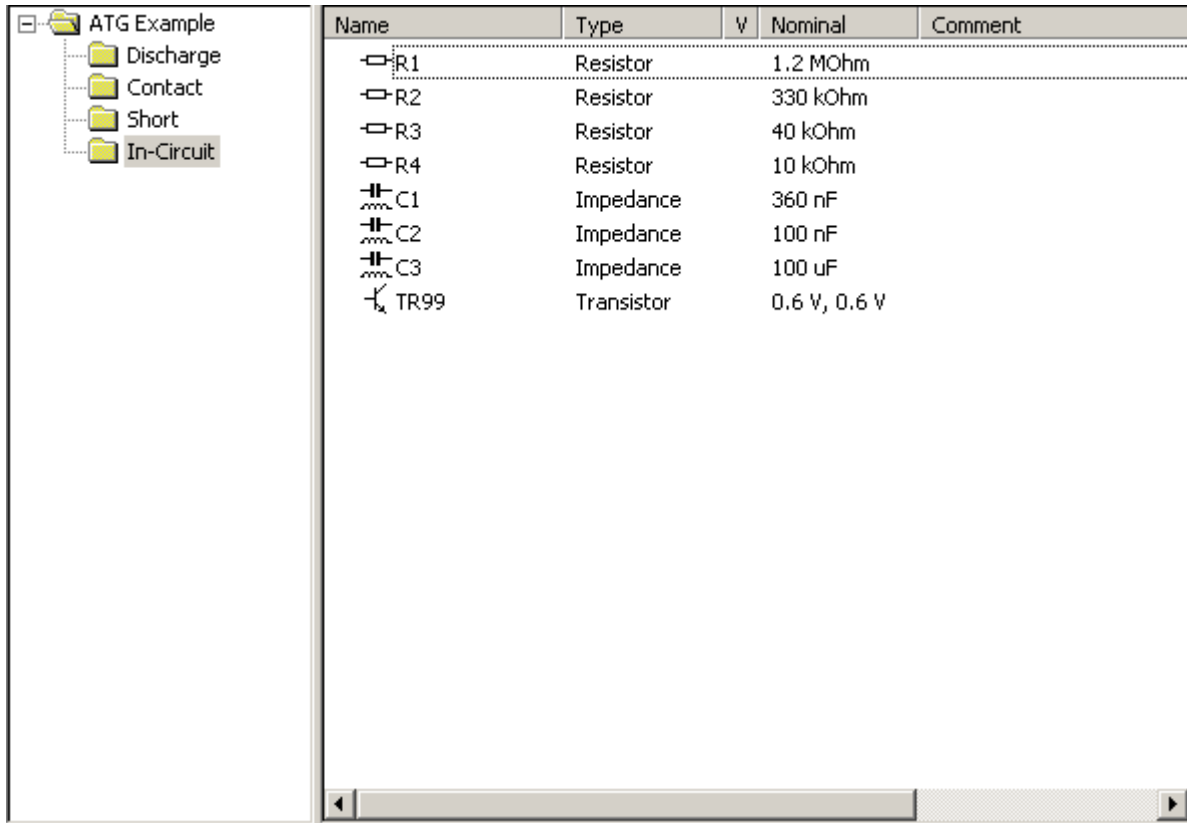 ATG Example
Discharge
Contact
Short
In-Circuit
Name Type V Nominal Comment
R1 Resistor 1.2 MOhm
R2 Resistor 330 kOhm
R3 Resistor 40 kOhm
R4 Resistor 10 kOhm
C1 Impedance 360 nF
C2 Impedance 100 nF
C3 Impedance 100 uF
TR99 Transistor 0.6 V, 0.6 V